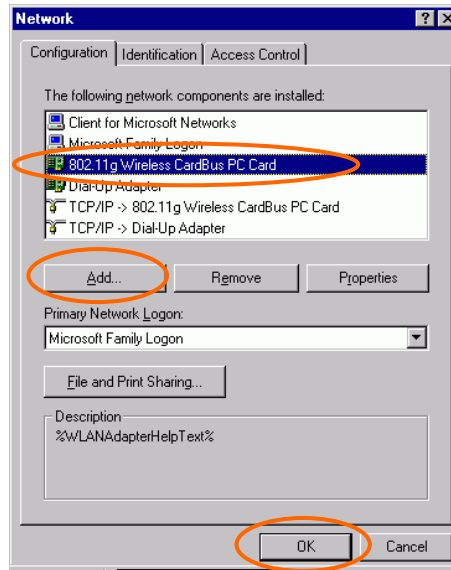 Network
Configuration Identification Access Control
The following network components are installed:
Client for Microsoft Networks
Microsoft Family Logon
802.11g Wireless CardBus PC Card
Dial-Up Adapter
TCP/IP -> 802.11g Wireless CardBus PC Card
TCP/IP -> Dial-Up Adapter
Add... Remove Properties
Primary Network Logon:
Microsoft Family Logon
File and Print Sharing...
Description
%WLANAdapterHelpText%
OK Cancel